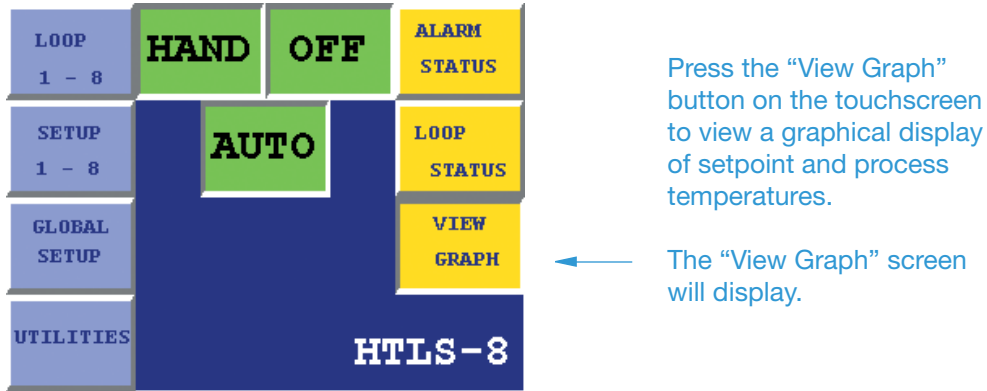 LOOP
1 - 8
HAND
OFF
ALARM
STATUS
SETUP
1 - 8
AUTO
LOOP
STATUS
GLOBAL
SETUP
VIEW
GRAPH
UTILITIES
HTLS-8
Press the “View Graph”
button on the touchscreen
to view a graphical display
of setpoint and process
temperatures.
The “View Graph” screen
will display.